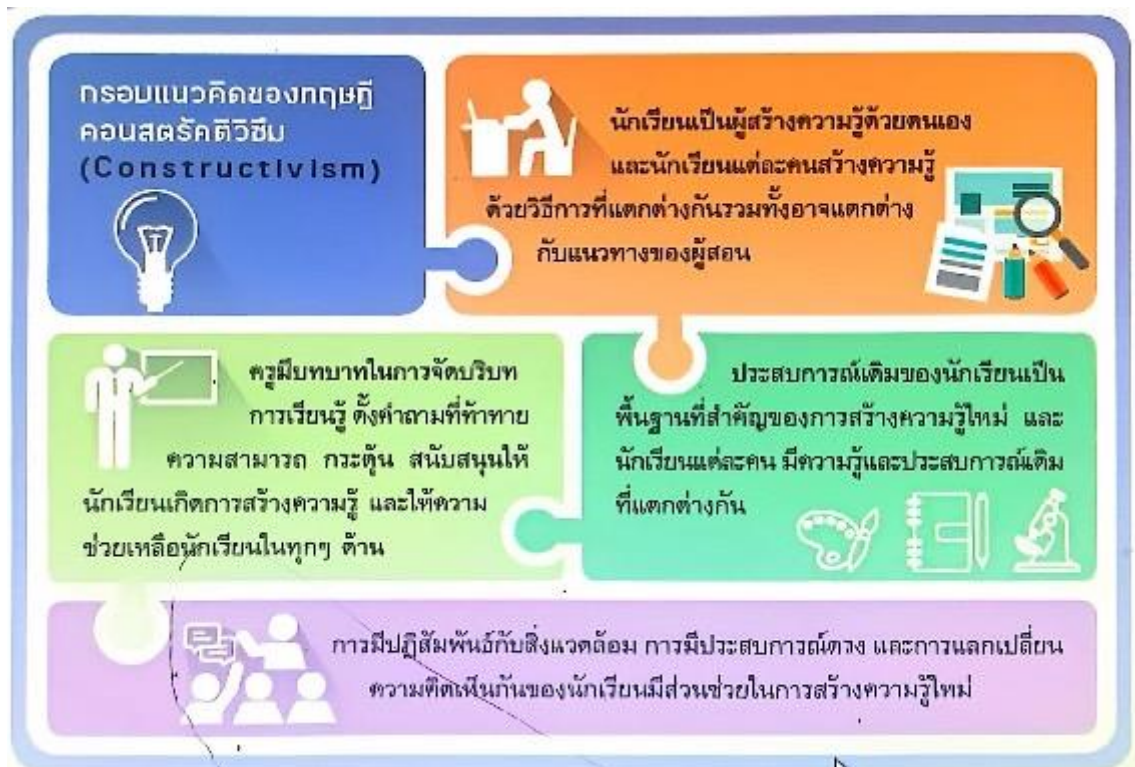 กรอบแนวคิดของทฤษฎี
คอนสตรัคติวิซึม
(Constructivism)
นักเรียนเป็นผู้สร้างความรู้ด้วยตนเอง
และนักเรียนแต่ละคนสร้างความรู้
ด้วยวิธีการที่แตกต่างกันรวมทั้งอาจแตกต่าง
กับแนวทางของผู้สอน
ประสบการณ์เดิมของนักเรียนเป็น
พื้นฐานที่สำคัญของการสร้างความรู้ใหม่ และ
นักเรียนแต่ละคน มีความรู้และประสบการณ์เดิม
ที่แตกต่างกัน
ครูมีบทบาทในการจัดบริบท
การเรียนรู้ ตั้งคำถามที่ท้าทาย
ความสามารถ กระตุ้น สนับสนุนให้
นักเรียนเกิดการสร้างความรู้ และให้ความ
ช่วยเหลือนักเรียนในทุกๆ ด้าน
การมีปฏิสัมพันธ์กับสิ่งแวดล้อม การมีประสบการณ์ตรง และการแลกเปลี่ยน
ความคิดเห็นกันของนักเรียนมีส่วนช่วยในการสร้างความรู้ใหม่